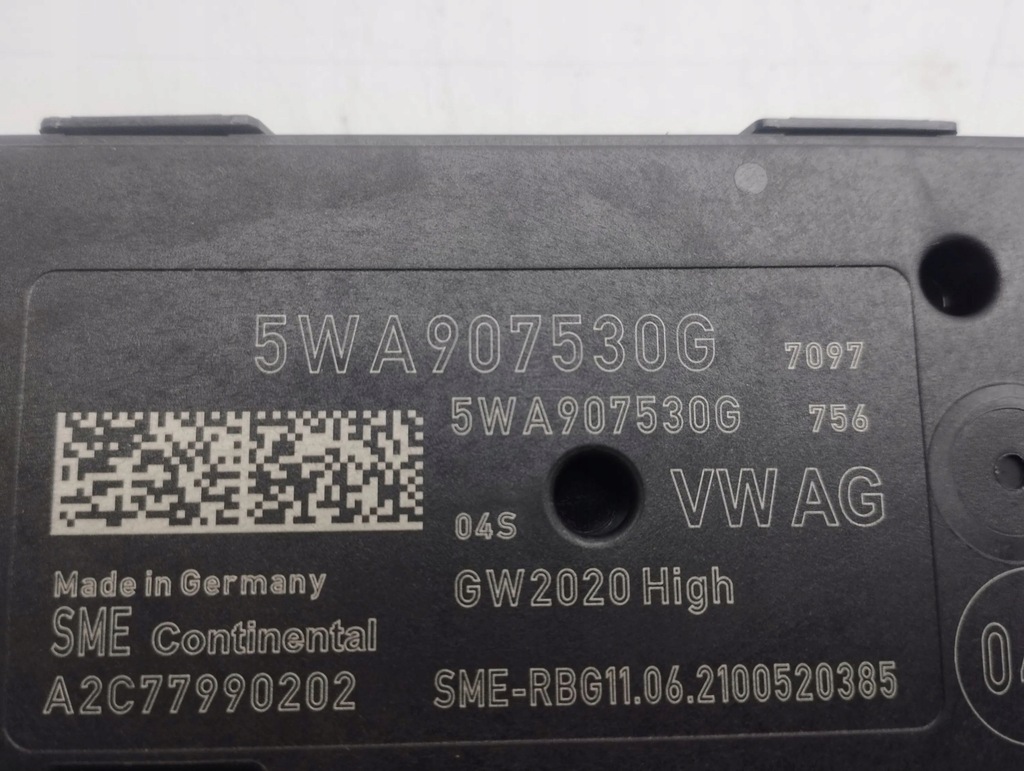 5WA907530G 7097
5WA907530G 756
VW AG
04S
GW2020 High
Made in Germany
SME Continental
A2C77990202
SME-RBG11.06.2100520385